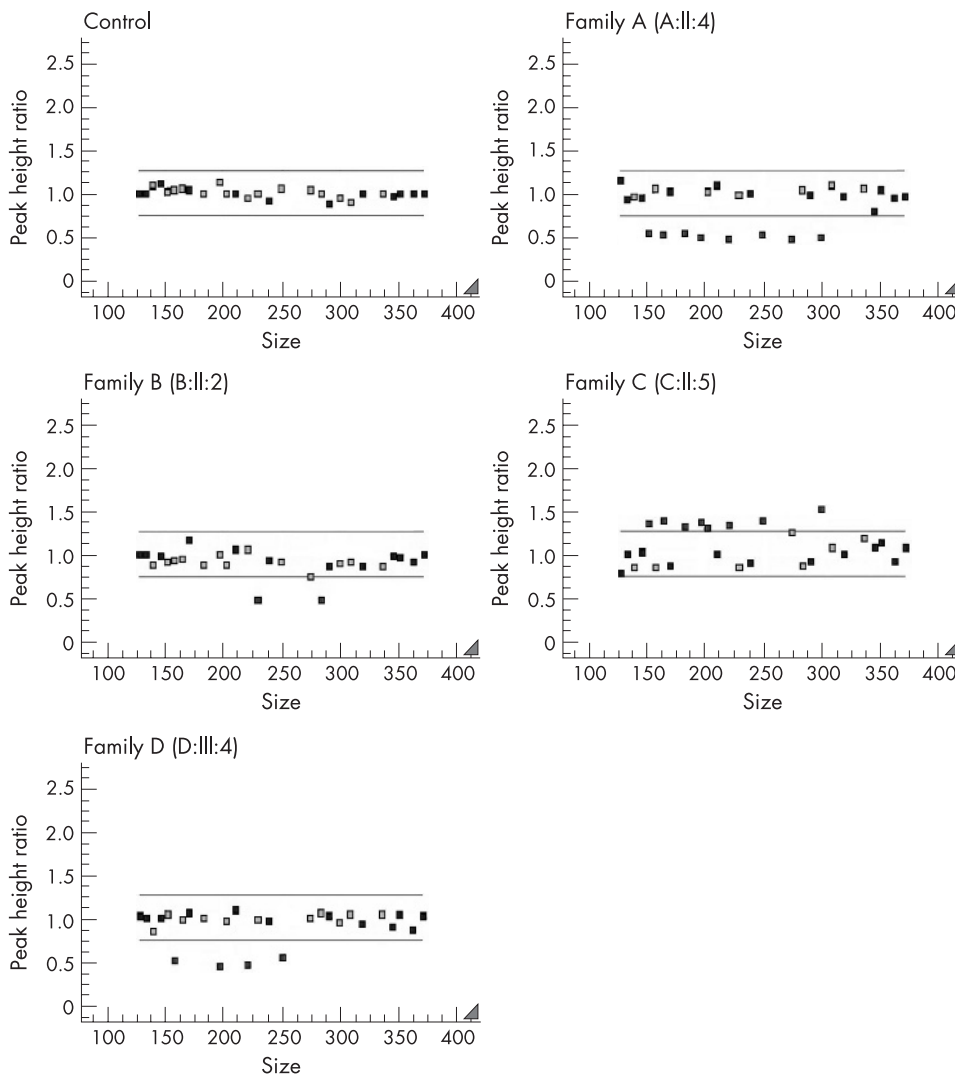 Control
Peak height ratio
2.5
2.0
1.5
1.0
0.5
0
100 150 200 250 300 350 400
Size
Family A (A:II:4)
Peak height ratio
2.5
2.0
1.5
1.0
0.5
0
100 150 200 250 300 350 400
Size
Family B (B:II:2)
Peak height ratio
2.5
2.0
1.5
1.0
0.5
0
100 150 200 250 300 350 400
Size
Family C (C:II:5)
Peak height ratio
2.5
2.0
1.5
1.0
0.5
0
100 150 200 250 300 350 400
Size
Family D (D:III:4)
Peak height ratio
2.5
2.0
1.5
1.0
0.5
0
100 150 200 250 300 350 400
Size